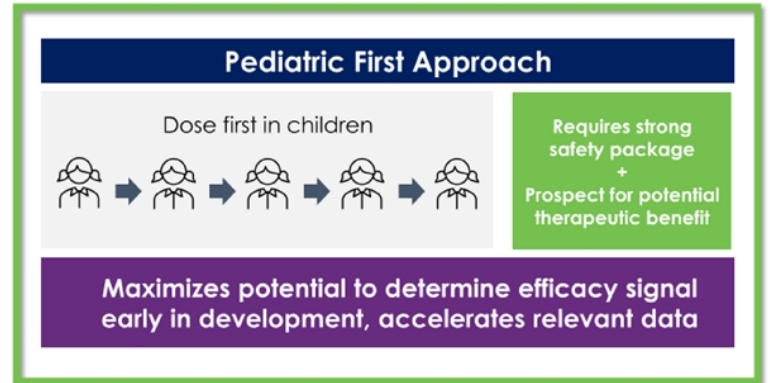 Pediatric First Approach
Dose first in children
Requires strong
safety package
+
Prospect for potential
therapeutic benefit
Maximizes potential to determine efficacy signal
early in development, accelerates relevant data